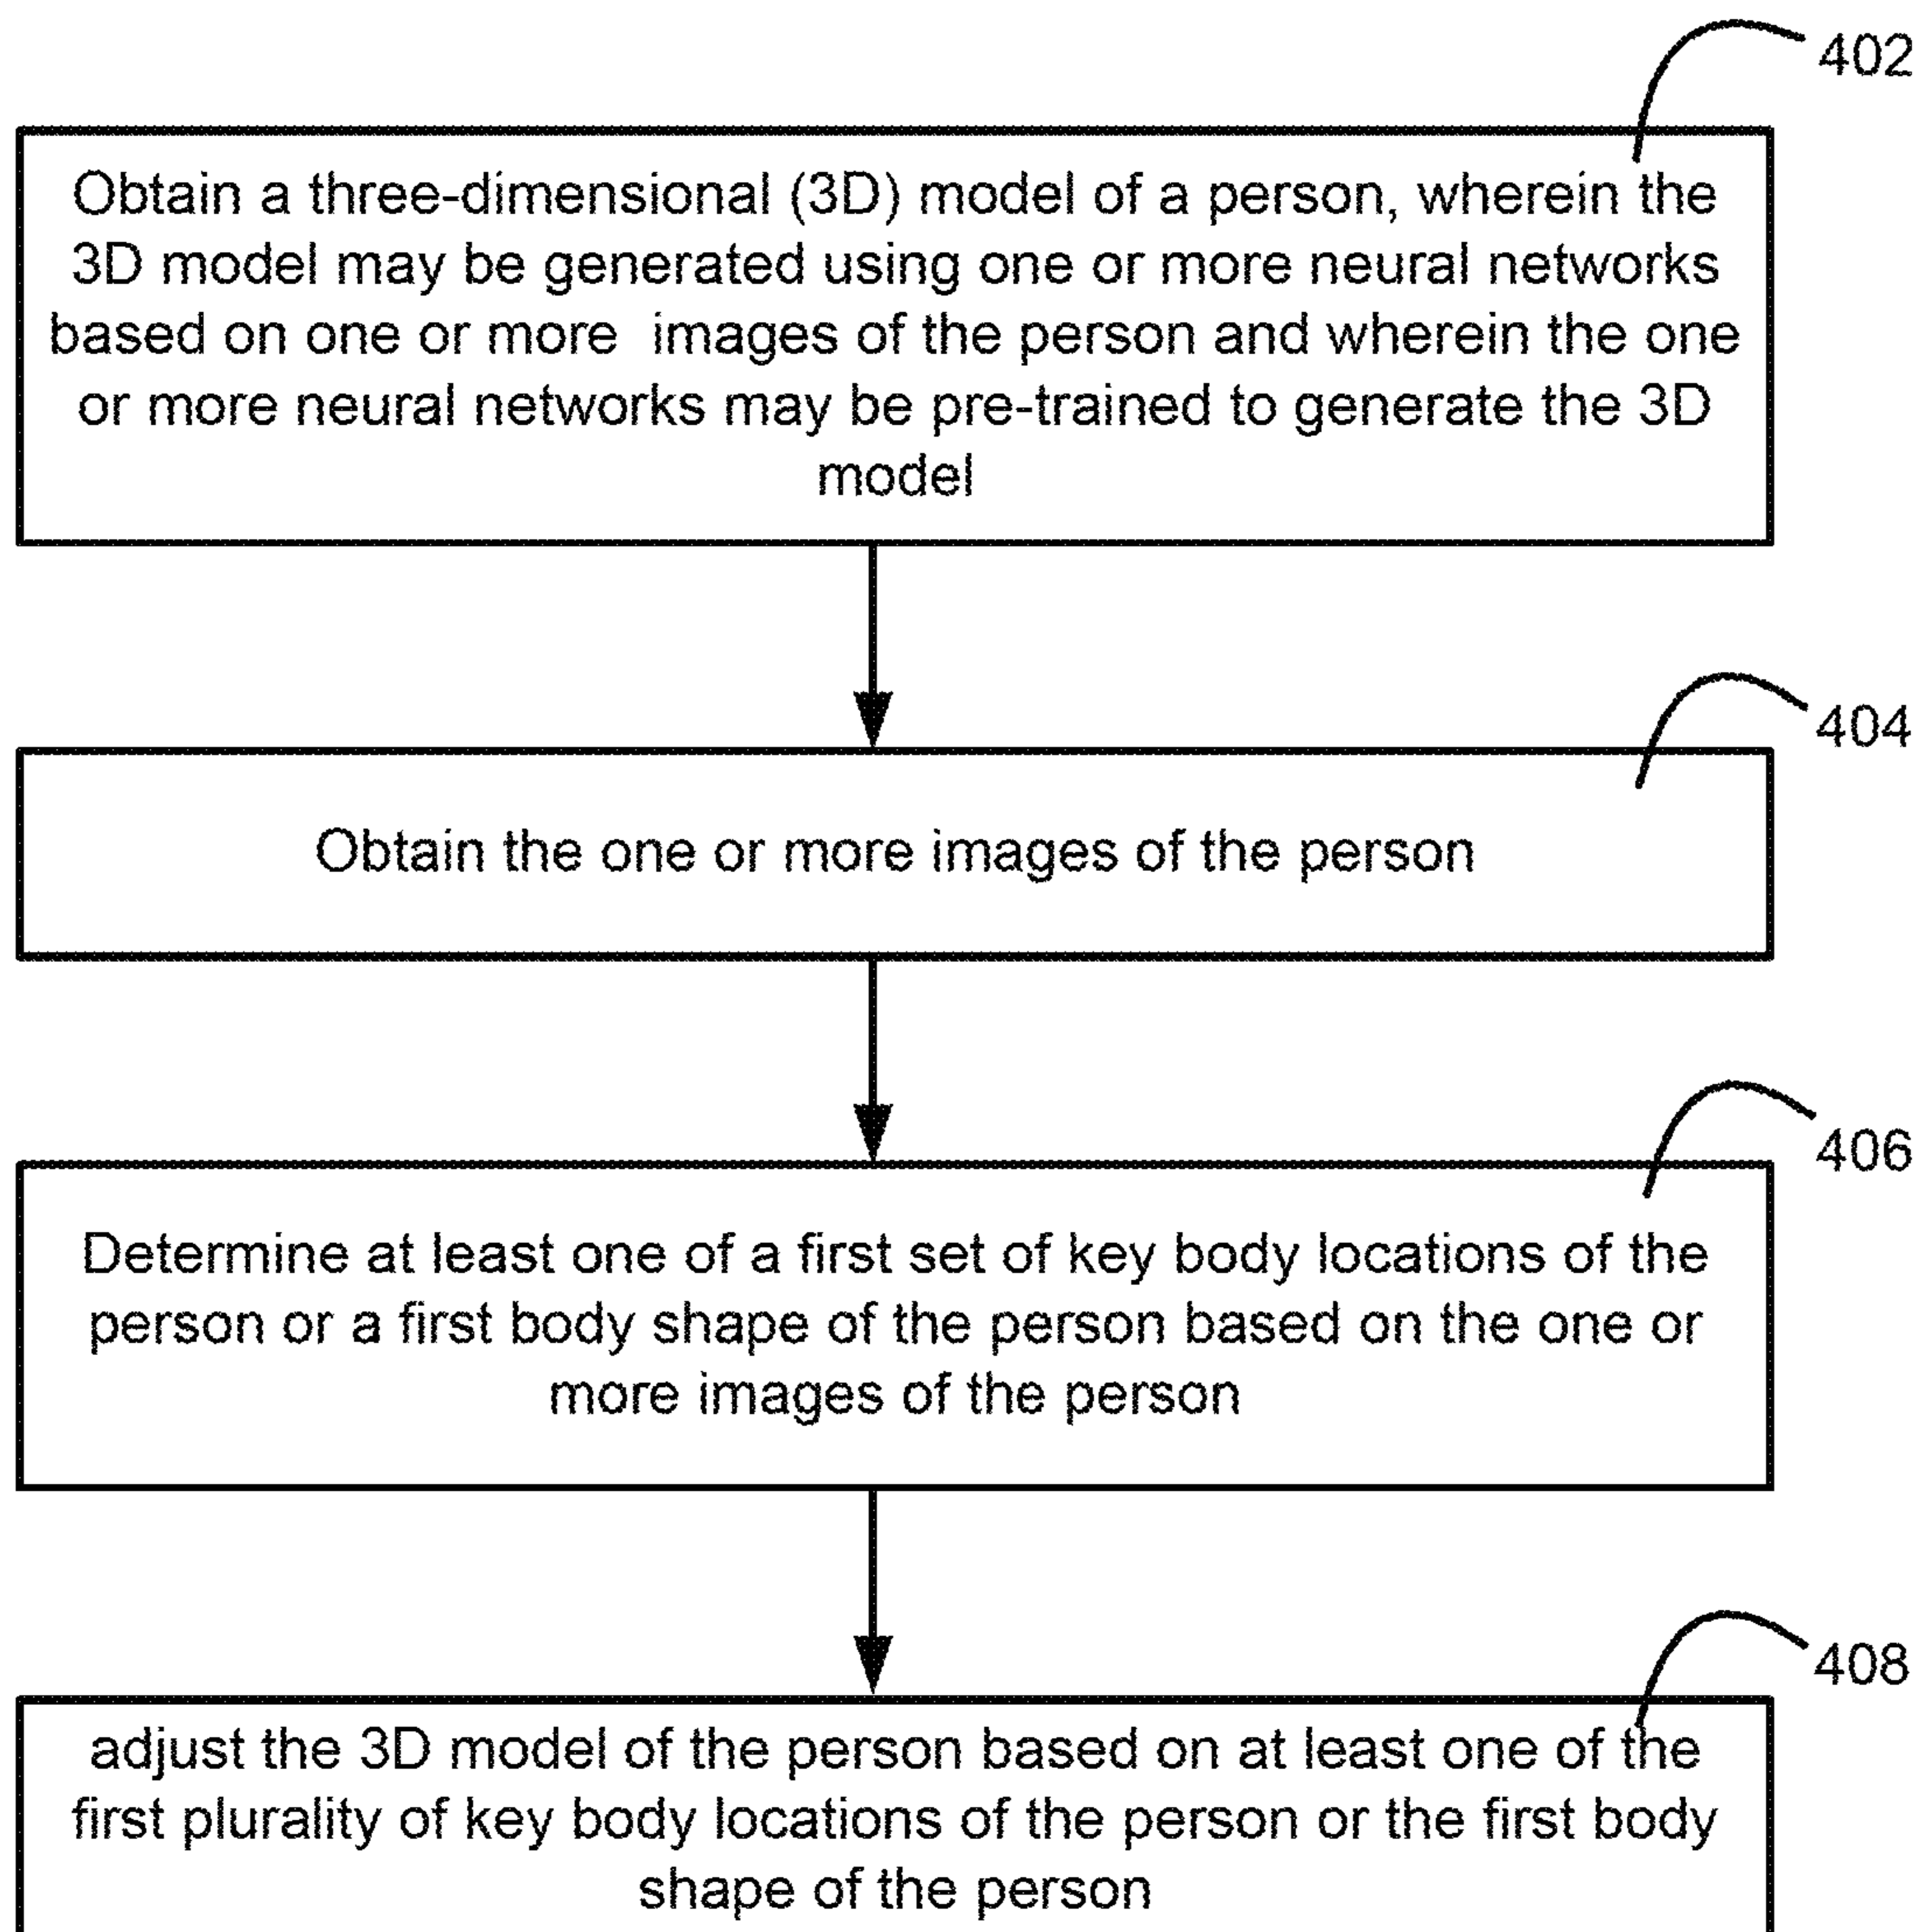 402
Obtain a three-dimensional (3D) model of a person, wherein the
3D model may be generated using one or more neural networks
based on one or more images of the person and wherein the one
or more neural networks may be pre-trained to generate the 3D
model
404
Obtain the one or more images of the person
406
Determine at least one of a first set of key body locations of the
person or a first body shape of the person based on the one or
more images of the person
408
adjust the 3D model of the person based on at least one of the
first plurality of key body locations of the person or the first body
shape of the person